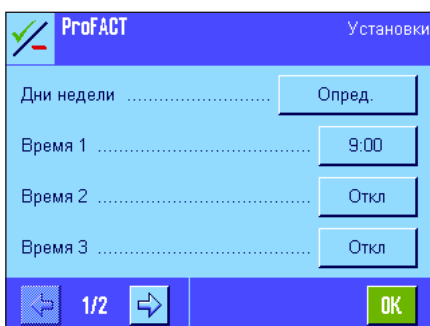 ProFACT Установки
Дни недели .......................... Опред.
Время 1 ...................................... 9:00
Время 2 ...................................... Откл
Время 3 ...................................... Откл
1/2 OK